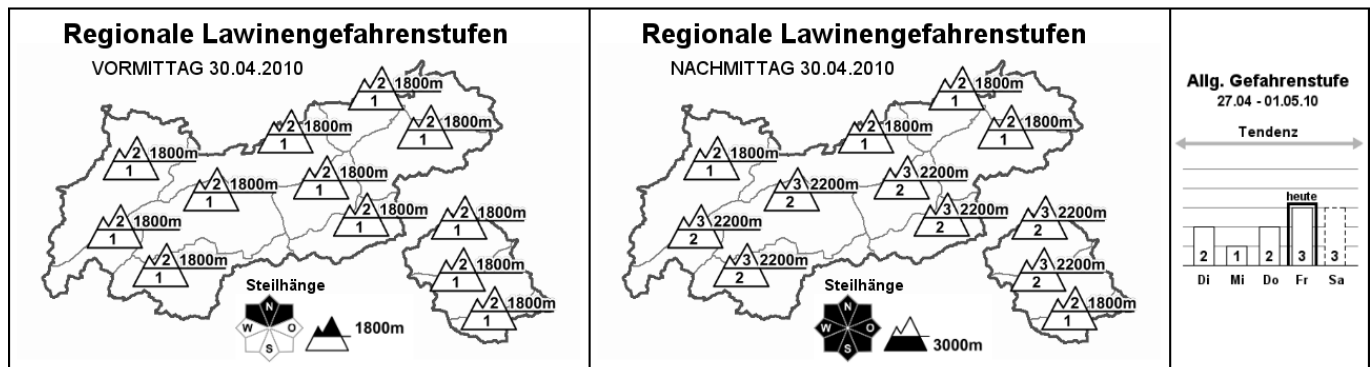 Regionale Lawinengefahrenstufen
VORMITTAG 30.04.2010
2 1800m
1
2 1800m
1
2 1800m
1
2 1800m
1
2 1800m
1
2 1800m
1
2 1800m
1
2 1800m
1
2 1800m
1
2 1800m
1
2 1800m
1
2 1800m
1
Steilhänge
N
W O
S
1800m
Regionale Lawinengefahrenstufen
NACHMITTAG 30.04.2010
2 1800m
1
2 1800m
1
2 1800m
1
2 1800m
1
3 2200m
2
3 2200m
2
3 2200m
2
3 2200m
2
3 2200m
2
3 2200m
2
3 2200m
2
2 1800m
1
Steilhänge
N
W O
S
3000m
Allg. Gefahrenstufe
27.04 - 01.05.10
Tendenz
heute
2 1 2 3 3
Di Mi Do Fr Sa